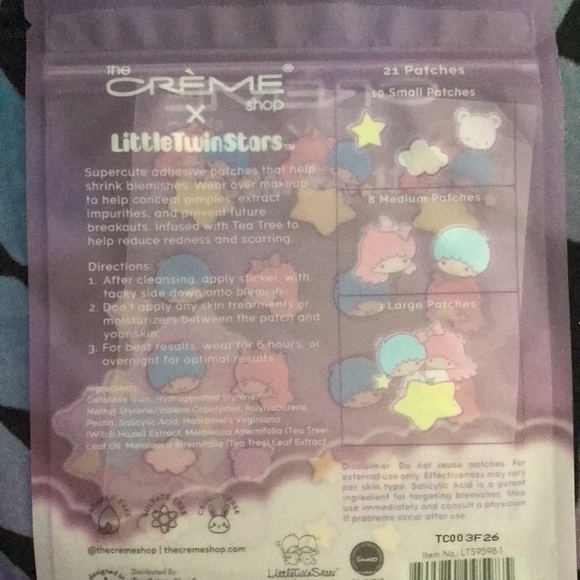 the
CRÈME®
shop
X
LittleTwinStars™
Supercute adhesive patches that help
shrink blemishes. Wear over makeup
to help conceal pimples, extract
impurities, and prevent future
breakouts. Infused with Tea Tree to
help reduce redness and scarring.
Directions:
1. After cleansing, apply sticker, with
tacky side down onto blemish.
2. Don't apply any skin treatments or
moisturizers between the patch and
your skin.
3. For best results, wear for 6 hours, or
overnight for optimal results.
Ingredients:
Cellulose Gum, Hydrogenated Styrene/
Methyl Styrene/Indene Copolymer, Polyisobutene
Pectin, Salicylic Acid, Hamamelis Virginiana
(Witch Hazel) Extract, Melaleuca Alternifolia (Tea Tree)
Leaf Oil, Melaleuca Alternifolia (Tea Tree) Leaf Extract
@thecremeshop | thecremeshop.com
Designed in
Distributed By:
21 Patches
10 Small Patches
8 Medium Patches
3 Large Patches
Disclaimer: Do not reuse patches. For
external use only. Effectiveness may vary
per skin type. Salicylic Acid is a potent
ingredient for targeting blemishes. Stop
use immediately and consult a physician
if problems occur after use.
LittleTwinStars™
Sanrio
TC003F26
Item No.: LTS9598-1